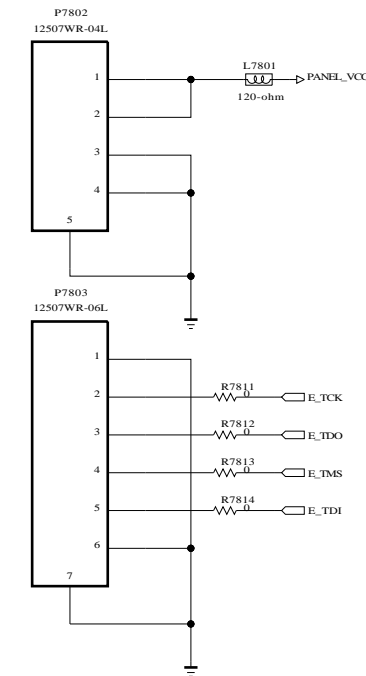 P7802
12507WR-04L
1
L7801
PANEL_VCC
120-ohm
2
3
4
5
P7803
12507WR-06L
1
R7811
2
0
E_TCK
R7812
3
0
E_TDO
R7813
4
0
E_TMS
R7814
5
0
E_TDI
6
7